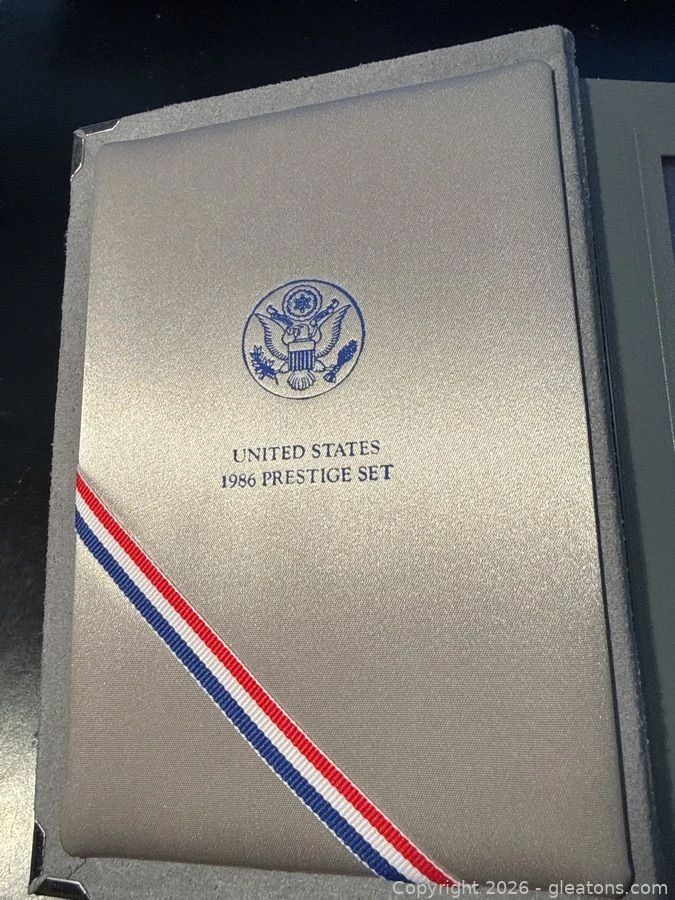 UNITED STATES
1986 PRESTIGE SET
Copyright 2026 - gleatons.com